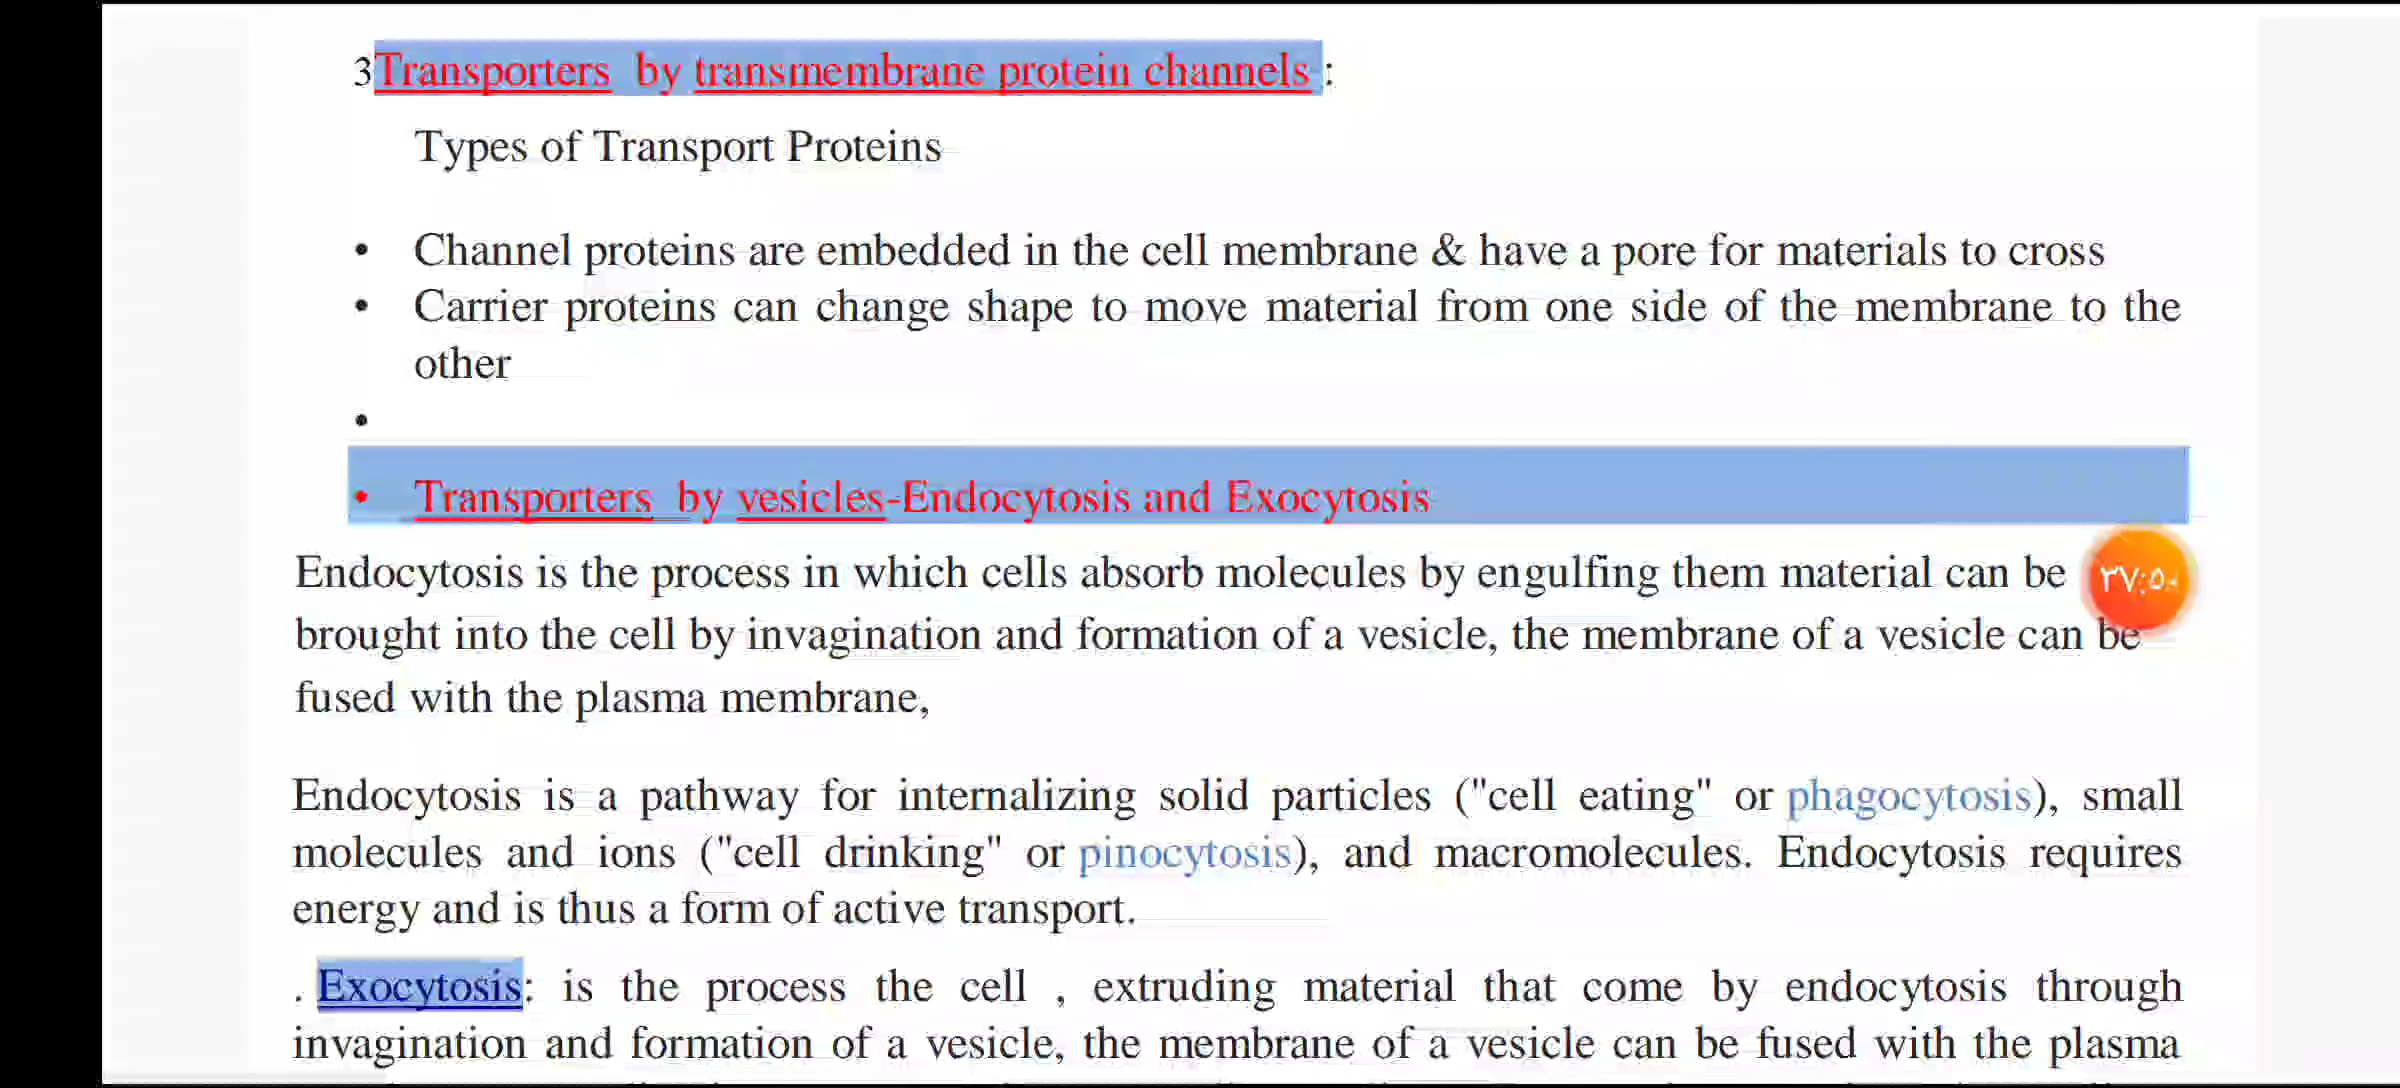 3Transporters by transmembrane protein channels :
Types of Transport Proteins
• Channel proteins are embedded in the cell membrane & have a pore for materials to cross
• Carrier proteins can change shape to move material from one side of the membrane to the
other
•
• Transporters by vesicles-Endocytosis and Exocytosis
Endocytosis is the process in which cells absorb molecules by engulfing them material can be
٣٧:٥٠
brought into the cell by invagination and formation of a vesicle, the membrane of a vesicle can be
fused with the plasma membrane,
Endocytosis is a pathway for internalizing solid particles ("cell eating" or phagocytosis), small
molecules and ions ("cell drinking" or pinocytosis), and macromolecules. Endocytosis requires
energy and is thus a form of active transport.
. Exocytosis: is the process the cell , extruding material that come by endocytosis through
invagination and formation of a vesicle, the membrane of a vesicle can be fused with the plasma